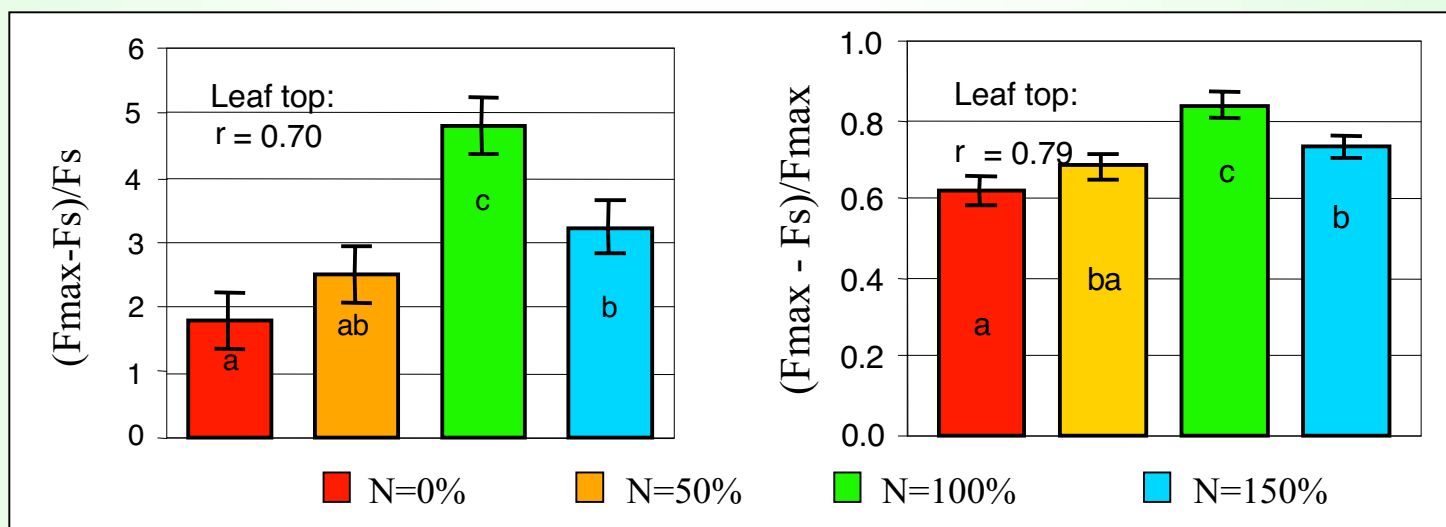 (Fmax-Fs)/Fs
6
5
4
3
2
1
0
Leaf top:
r = 0.70
a
ab
c
b
(Fmax - Fs)/Fmax
1.0
0.8
0.6
0.4
0.2
0.0
Leaf top:
r = 0.79
a
ba
c
b
N=0% N=50% N=100% N=150%